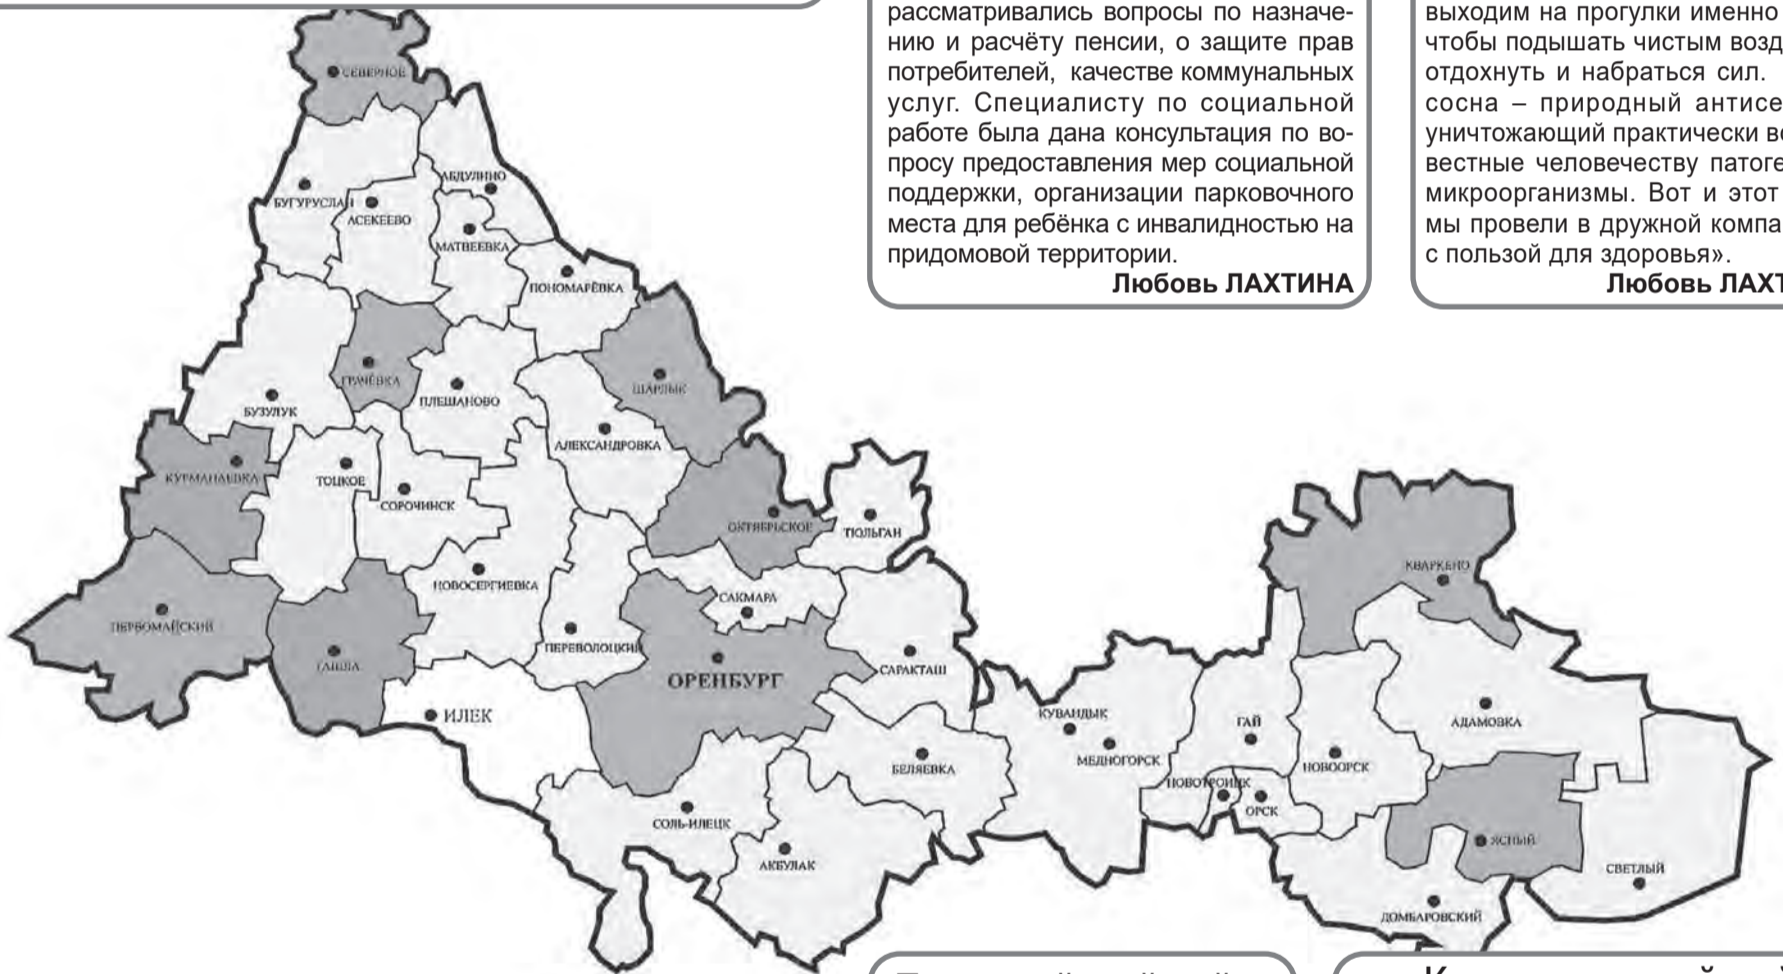 рассматривались вопросы по назначе-
нию и расчёту пенсии, о защите прав
потребителей, качестве коммунальных
услуг. Специалисту по социальной
работе была дана консультация по во-
просу предоставления мер социальной
поддержки, организации парковочного
места для ребёнка с инвалидностью на
придомовой территории.
Любовь ЛАХТИНА
выходим на прогулки именно
чтобы подышать чистым возд
отдохнуть и набраться сил.
сосна – природный антисе
уничтожающий практически во
вестные человечеству патоге
микроорганизмы. Вот и этот
мы провели в дружной компа
с пользой для здоровья».
Любовь ЛАХТ
СЕВЕРНОЕ
АБДУЛИНО
БУГУРУСЛАН
АСЕКЕЕВО
МАТВЕЕВКА
ПОНОМАРЁВКА
ГРАЧЁВКА
ШАРЛЫК
ПЛЕШАНОВО
БУЗУЛУК
АЛЕКСАНДРОВКА
КУРМАНАЕВКА
ТОЦКОЕ
СОРОЧИНСК
ОКТЯБРЬСКОЕ
ТЮЛЬГАН
КВАРКЕНО
НОВОСЕРГИЕВКА
САКМАРА
ПЕРВОМАЙСКИЙ
ПЕРЕВОЛОЦКИЙ
ТАШЛА
САРАКТАШ
ОРЕНБУРГ
ИЛЕК
КУВАНДЫК
ГАЙ
АДАМОВКА
МЕДНОГОРСК
БЕЛЯЕВКА
НОВООРСК
НОВОТРОИЦК
ОРСК
СОЛЬ-ИЛЕЦК
ЯСНЫЙ
АКБУЛАК
СВЕТЛЫЙ
ДОМБАРОВСКИЙ